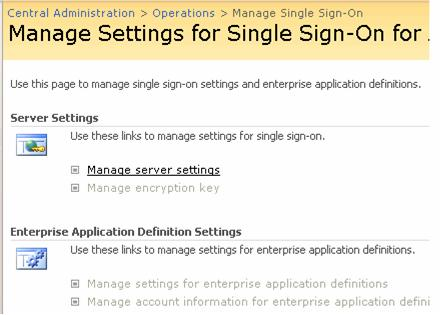 Central Administration > Operations > Manage Single Sign-On
Manage Settings for Single Sign-On for
Use this page to manage single sign-on settings and enterprise application definitions.
Server Settings
Use these links to manage settings for single sign-on.
Manage server settings
Manage encryption key
Enterprise Application Definition Settings
Use these links to manage settings for enterprise application definitions.
Manage settings for enterprise application definitions
Manage account information for enterprise application defini